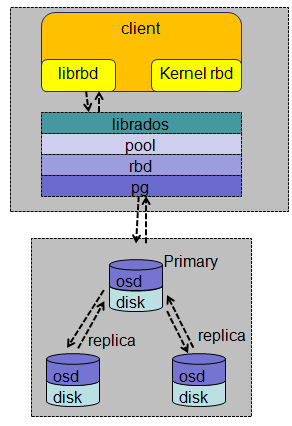 client
librbd
Kernel rbd
librados
pool
rbd
pg
Primary
osd
disk
replica
replica
osd
disk
osd
disk